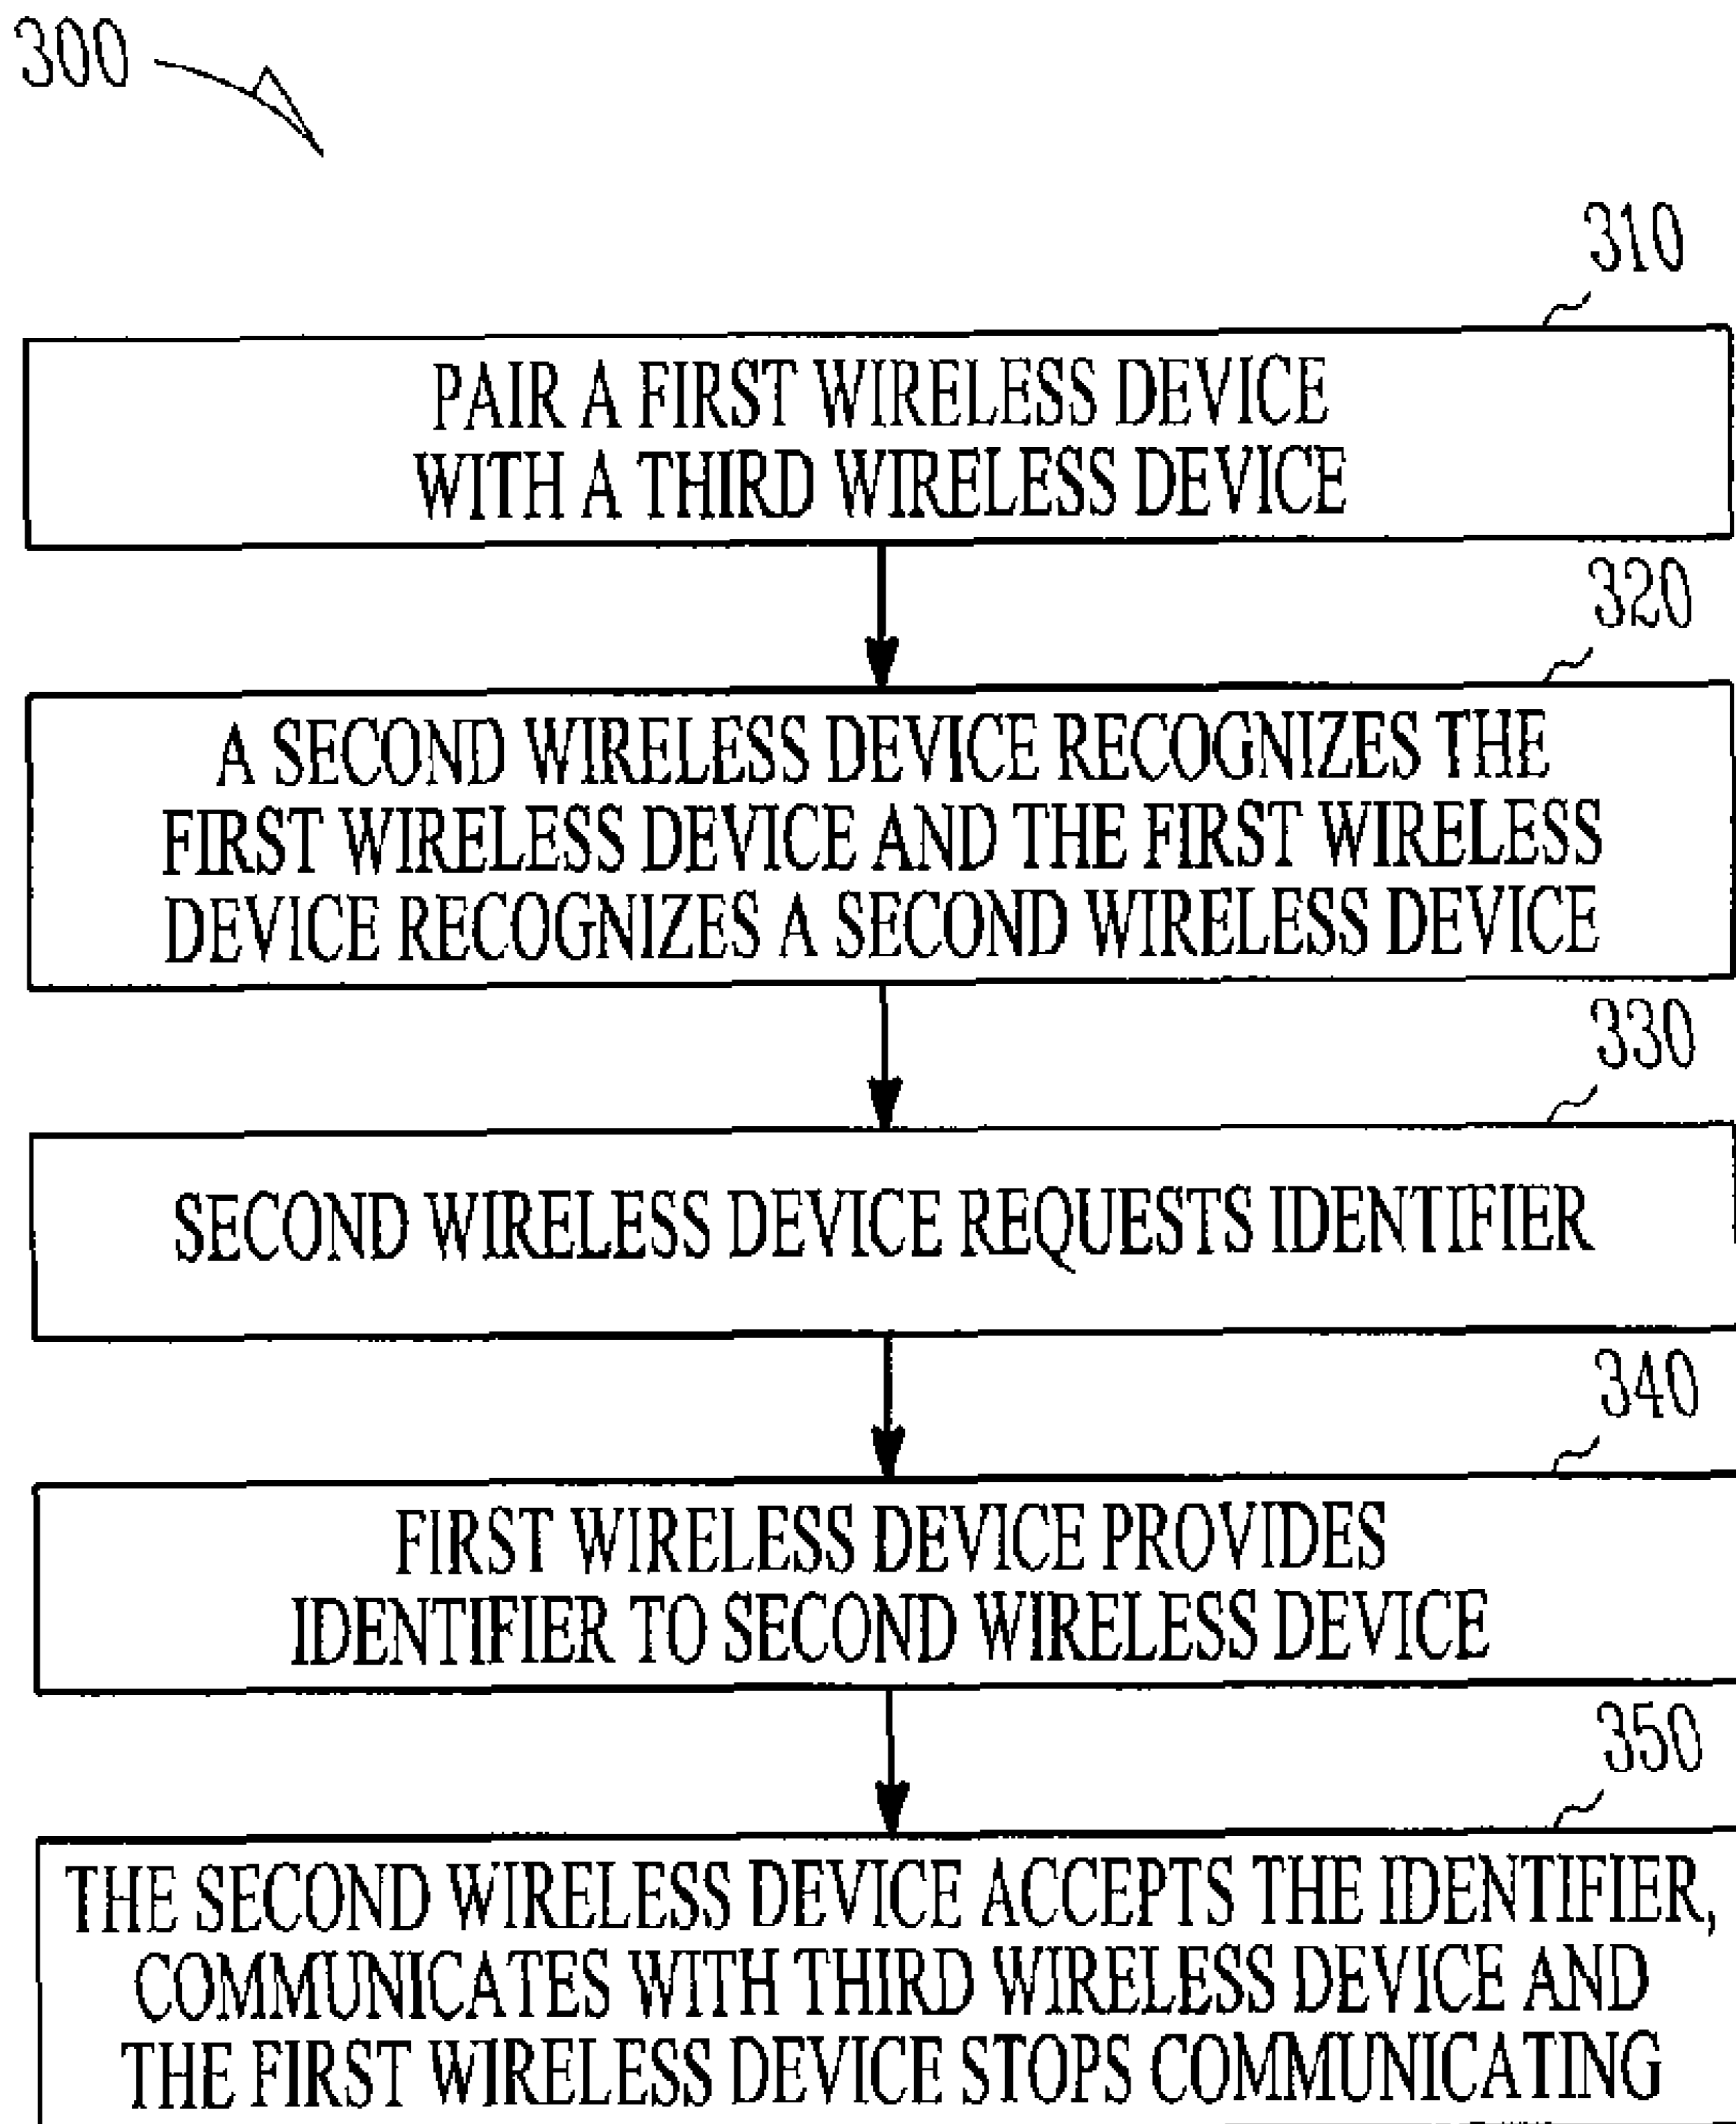 300
310
PAIR A FIRST WIRELESS DEVICE
WITH A THIRD WIRELESS DEVICE
320
A SECOND WIRELESS DEVICE RECOGNIZES THE
FIRST WIRELESS DEVICE AND THE FIRST WIRELESS
DEVICE RECOGNIZES A SECOND WIRELESS DEVICE
330
SECOND WIRELESS DEVICE REQUESTS IDENTIFIER
340
FIRST WIRELESS DEVICE PROVIDES
IDENTIFIER TO SECOND WIRELESS DEVICE
350
THE SECOND WIRELESS DEVICE ACCEPTS THE IDENTIFIER,
COMMUNICATES WITH THIRD WIRELESS DEVICE AND
THE FIRST WIRELESS DEVICE STOPS COMMUNICATING